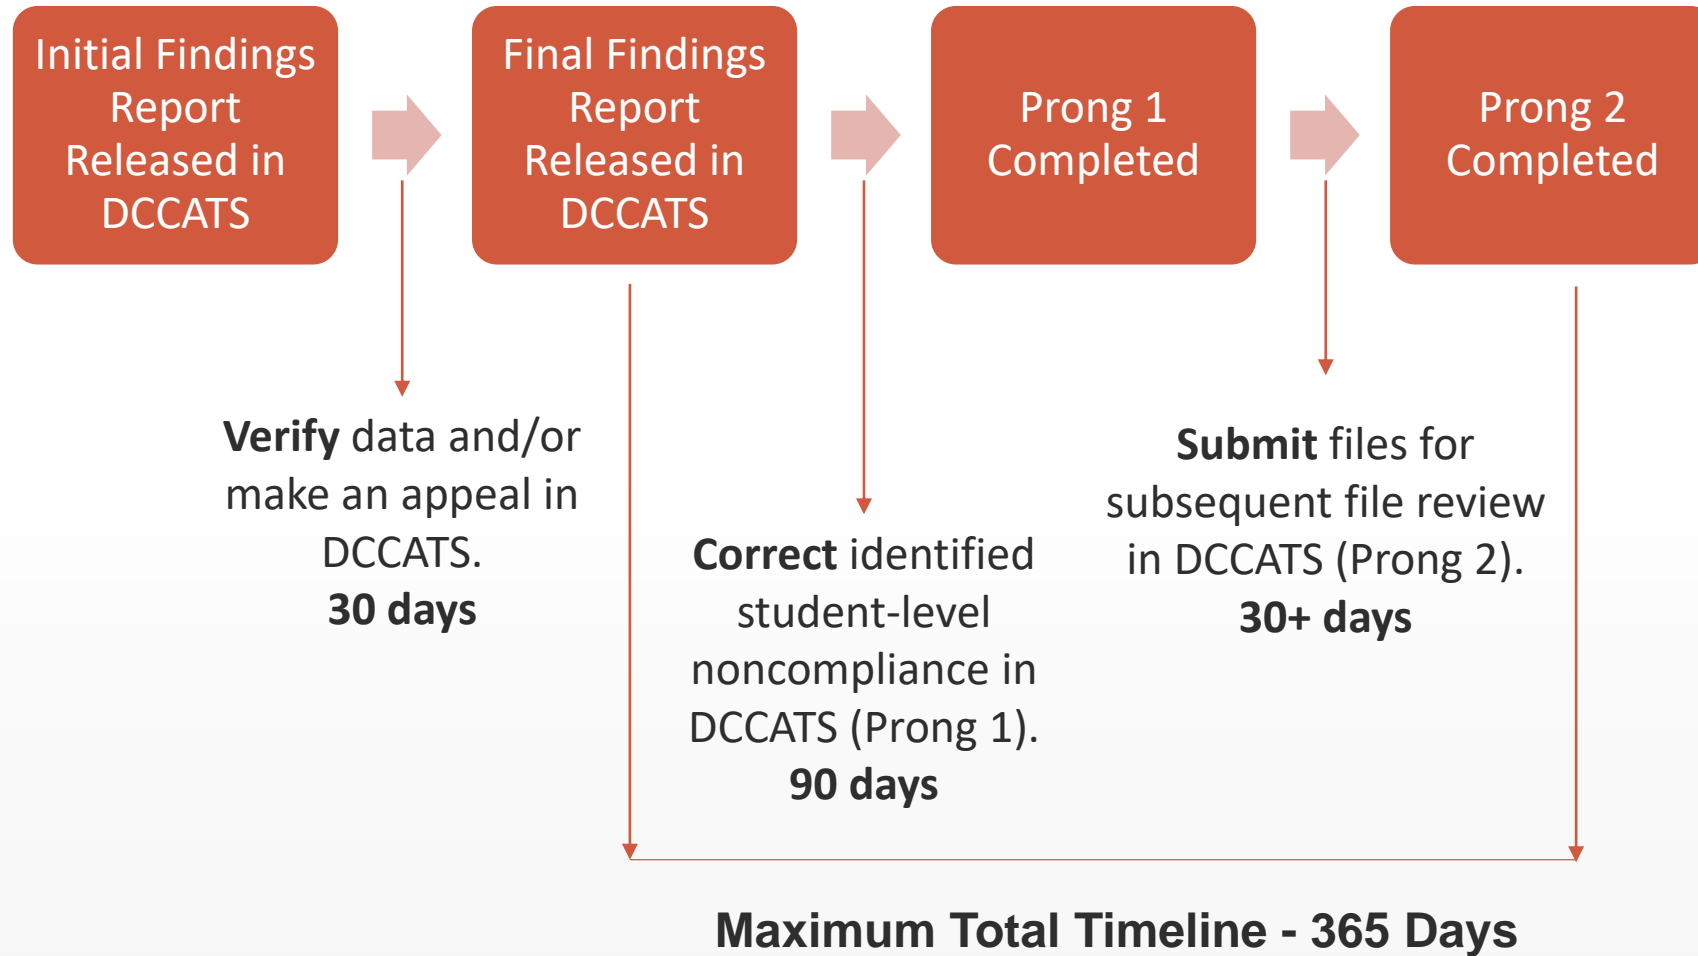 Initial Findings
Report
Released in
DCCATS
Final Findings
Report
Released in
DCCATS
Prong 1
Completed
Prong 2
Completed
Verify data and/or
make an appeal in
DCCATS.
30 days
Correct identified
student-level
noncompliance in
DCCATS (Prong 1).
90 days
Submit files for
subsequent file review
in DCCATS (Prong 2).
30+ days
Maximum Total Timeline - 365 Days